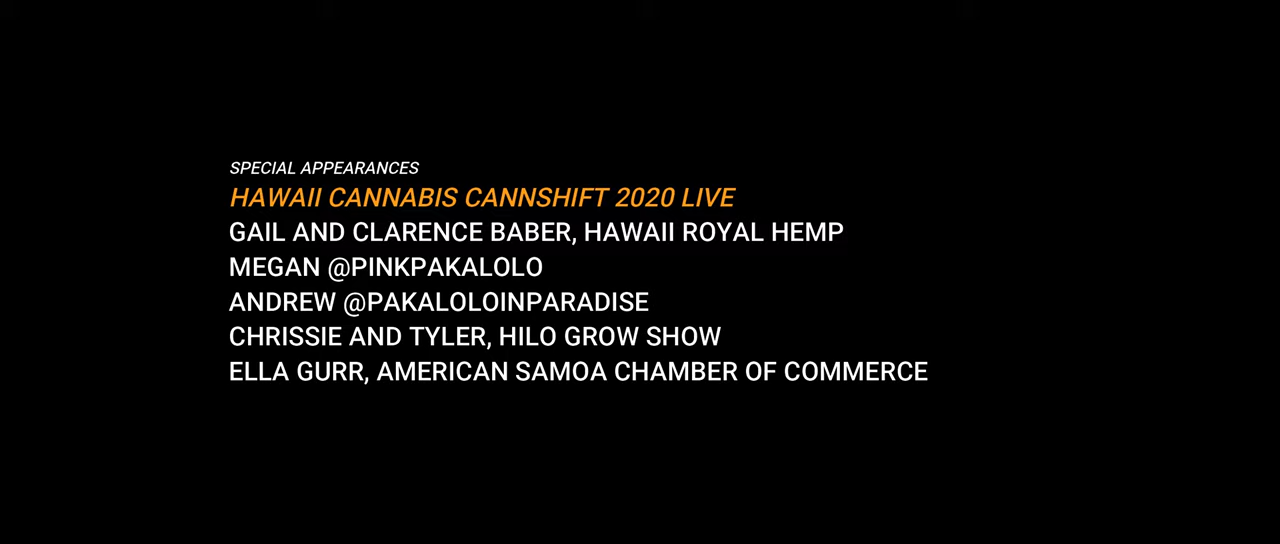 SPECIAL APPEARANCES
HAWAII CANNABIS CANNSHIFT 2020 LIVE
GAIL AND CLARENCE BABER, HAWAII ROYAL HEMP
MEGAN @PINKPAKALOLO
ANDREW @PAKALOLOINPARADISE
CHRISSIE AND TYLER, HILO GROW SHOW
ELLA GURR, AMERICAN SAMOA CHAMBER OF COMMERCE